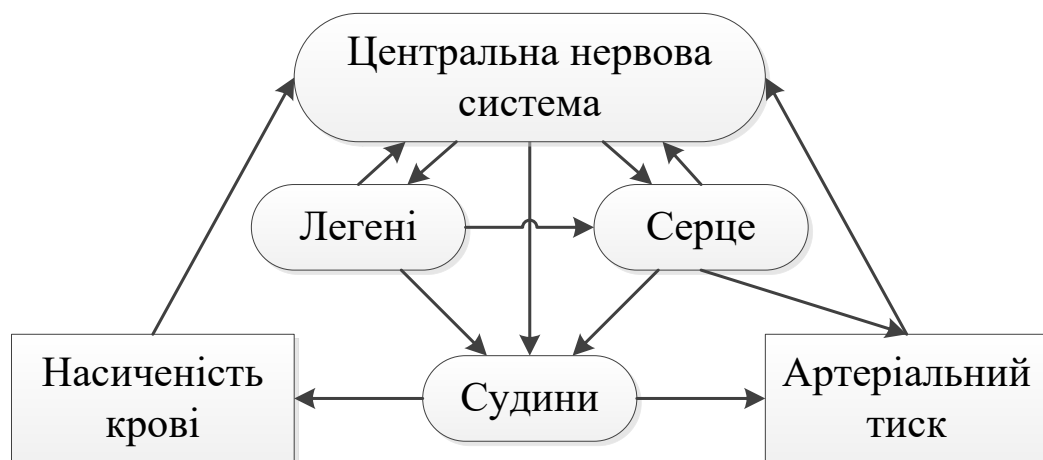 Центральна нервова
система
Легені
Серце
Насиченість
крові
Судини
Артеріальний
тиск